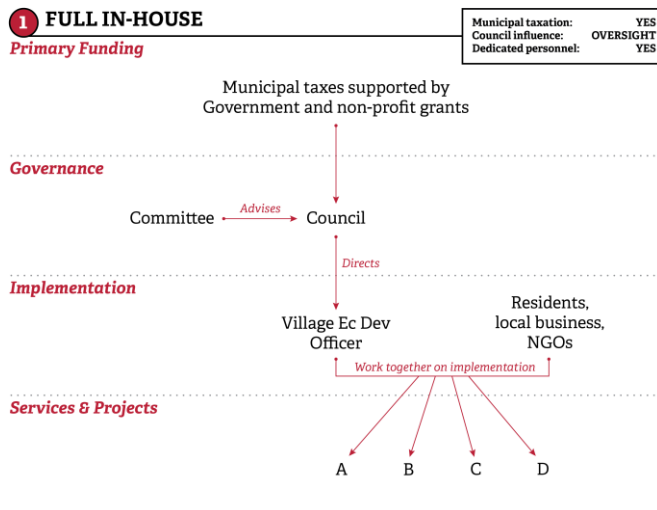 1 FULL IN-HOUSE
Municipal taxation: YES
Council influence: OVERSIGHT
Dedicated personnel: YES
Primary Funding
Municipal taxes supported by
Government and non-profit grants
Governance
Committee Advises Council
Directs
Implementation
Village Ec Dev
Officer
Residents,
local business,
NGOs
Work together on implementation
Services & Projects
A B C D